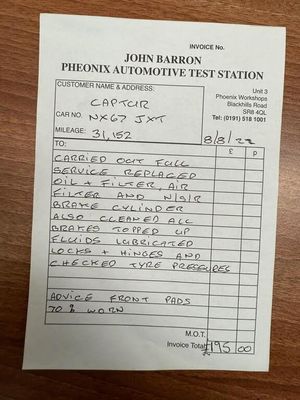 INVOICE No.
JOHN BARRON
PHEONIX AUTOMOTIVE TEST STATION
CUSTOMER NAME & ADDRESS:
CAPTUR
Unit 3
Phoenix Workshops
Blackhills Road
SR8 4QL
Tel: (0191) 518 1001
CAR NO. NX67 JXT
MILEAGE: 31,152
8/8/22
TO: £ p
CARRIED OUT FULL
SERVICE, REPLACED
OIL + FILTER, AIR
FILTER AND N/S/R
BRAKE CYLINDER
ALSO CLEANED ALL
BRAKES TOPPED UP
FLUIDS LUBRICATED
LOCKS + HINGES AND
CHECKED TYRE PRESSURES
ADVICE FRONT PADS
70% WORN
M.O.T.
Invoice Total £195 00